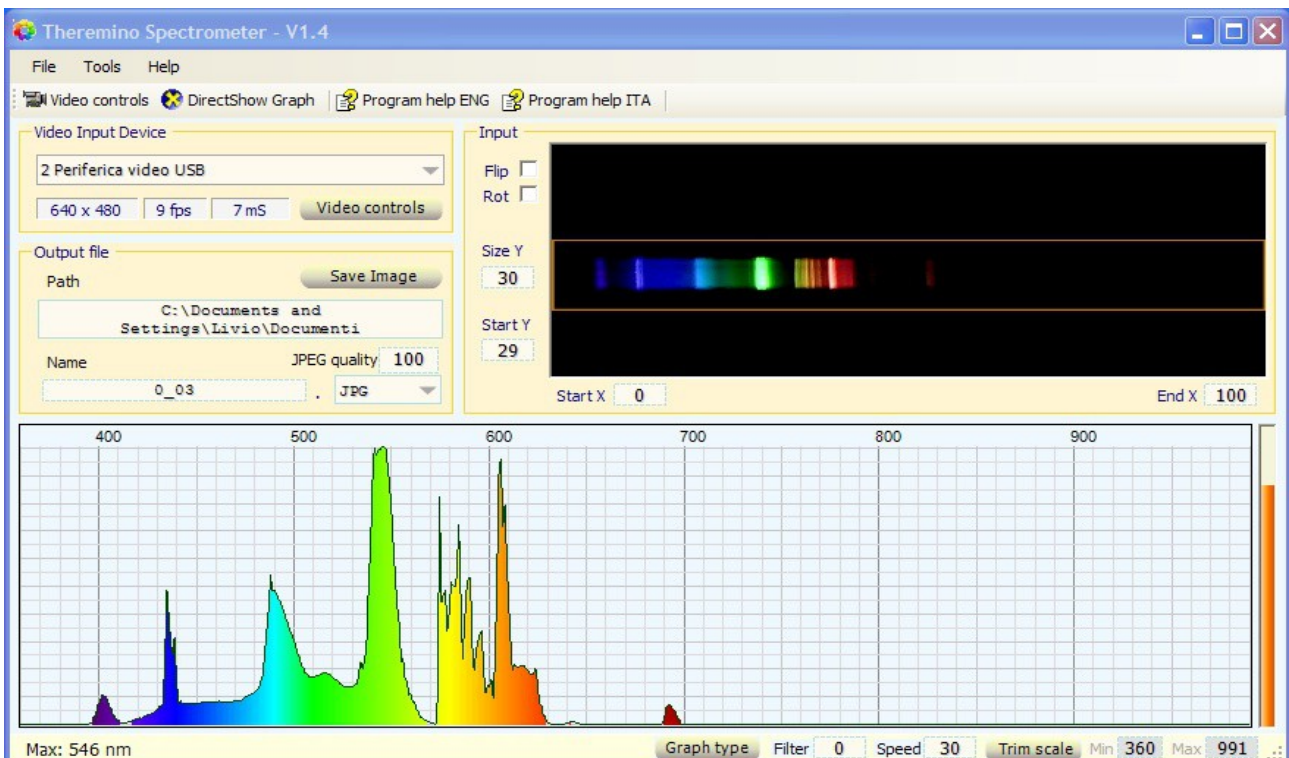 Theremino Spectrometer - V1.4
File Tools Help
Video controls DirectShow Graph Program help ENG Program help ITA
Video Input Device
2 Periferica video USB
640 x 480 9 fps 7 mS Video controls
Output file
Path Save Image
C:\Documents and
Settings\Livio\Documenti
Name JPEG quality 100
0_03 . JPG
Input
Flip
Rot
Size Y
30
Start Y
29
Start X 0 End X 100
400 500 600 700 800 900
Max: 546 nm Graph type Filter 0 Speed 30 Trim scale Min 360 Max 991